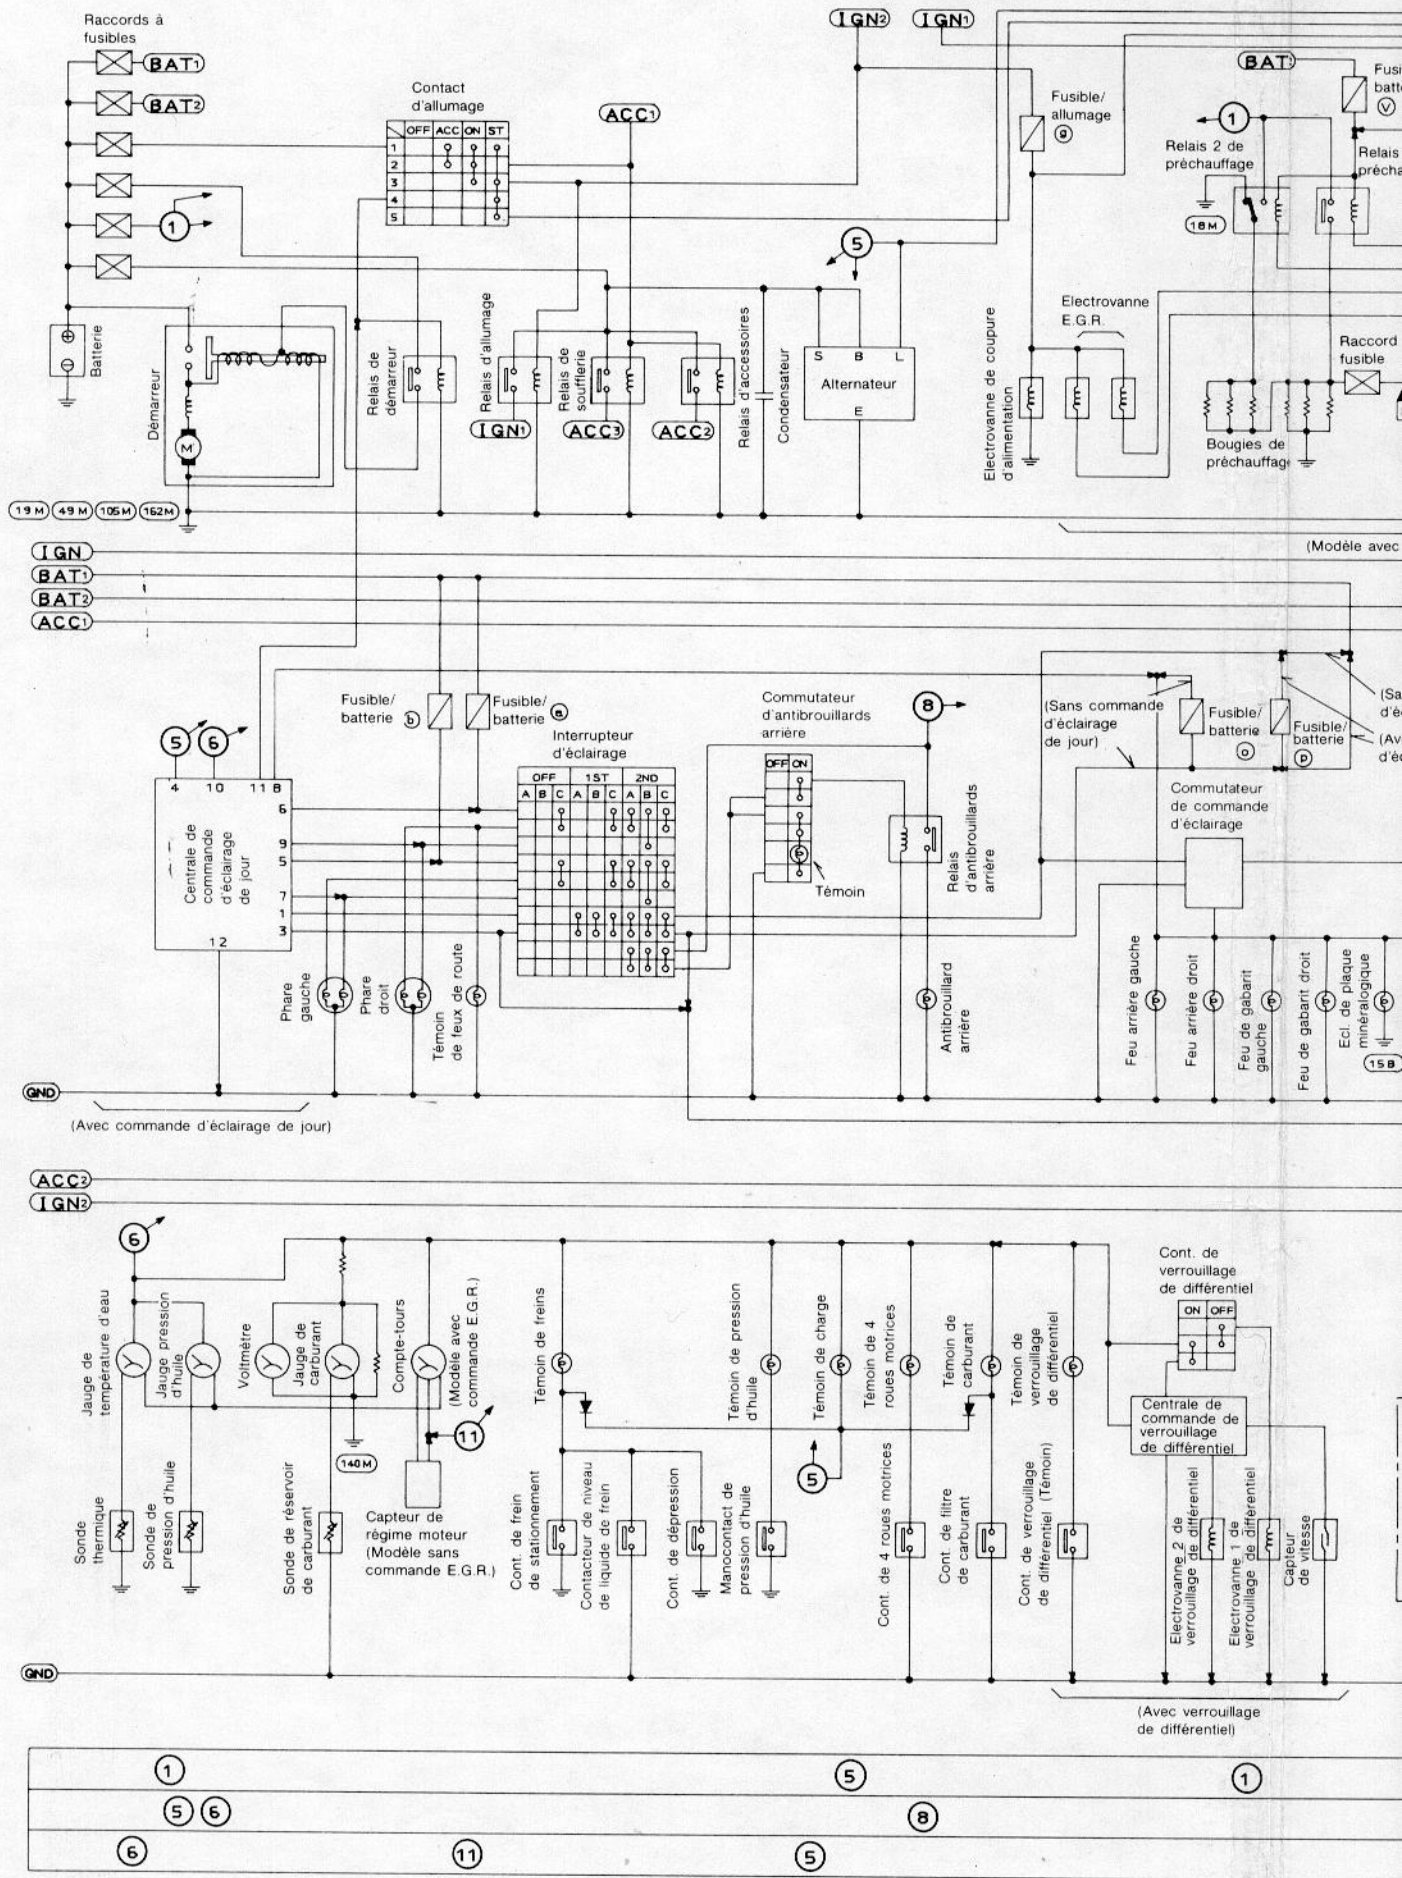 Raccords à
fusibles
BAT1
BAT2
1
Contact
d'allumage
OFF ACC ON ST
1
2
3
4
5
ACC1
IGN2
IGN1
Fusible/
allumage
g
BAT
1
Relais 2 de
préchauffage
18M
V
Relais
Batterie
Démarreur
M
Relais de
démarreur
Relais d'allumage
IGN1
Relais de
soufflerie
ACC3
ACC2
Relais d'accessoires
Condensateur
5
S B L
Alternateur
E
Electrovanne de coupure
d'alimentation
Electrovanne
E.G.R.
Bougies de
préchauffage
Raccord
fusible
19M 49M 105M 162M
(Modèle avec
IGN
BAT1
BAT2
ACC1
5 6
4 10 11 8
Centrale de
commande
d'éclairage
de jour
6
9
5
7
1
3
12
Fusible/
batterie b
Fusible/
batterie a
Interrupteur
d'éclairage
OFF 1ST 2ND
A B C A B C A B C
Phare
gauche
Phare
droit
Témoin
de feux de route
Commutateur
d'antibrouillards
arrière
OFF ON
Témoin
8
Relais
d'antibrouillards
arrière
Antibrouillard
arrière
(Sans commande
d'éclairage
de jour)
Fusible/
batterie
o
Fusible/
batterie
p
Commutateur
de commande
d'éclairage
Feu arrière gauche
Feu arrière droit
Feu de gabarit
gauche
Feu de gabarit droit
Ecl. de plaque
minéralogique
15B
GND
(Avec commande d'éclairage de jour)
ACC2
IGN2
6
Jauge de
température d'eau
Jauge pression
d'huile
Voltmètre
Jauge de
carburant
Compte-tours
(Modèle avec
commande E.G.R.)
11
140M
Témoin de freins
Témoin de pression
d'huile
Témoin de charge
Témoin de 4
roues motrices
Témoin de
carburant
Témoin de
verrouillage
de différentiel
5
Cont. de
verrouillage
de différentiel
ON OFF
Centrale de
commande de
verrouillage
de différentiel
Sonde
thermique
Sonde de
pression d'huile
Sonde de réservoir
de carburant
Capteur de
régime moteur
(Modèle sans
commande E.G.R.)
Cont. de frein
de stationnement
Contacteur de niveau
de liquide de frein
Cont. de dépression
Manocontact de
pression d'huile
Cont. de 4 roues motrices
Cont. de filtre
de carburant
Cont. de verrouillage
de différentiel (Témoin)
Electrovanne 2 de
verrouillage de différentiel
Electrovanne 1 de
verrouillage de différentiel
Capteur
de vitesse
GND
(Avec verrouillage
de différentiel)
1 5 1
5 6 8
6 11 5